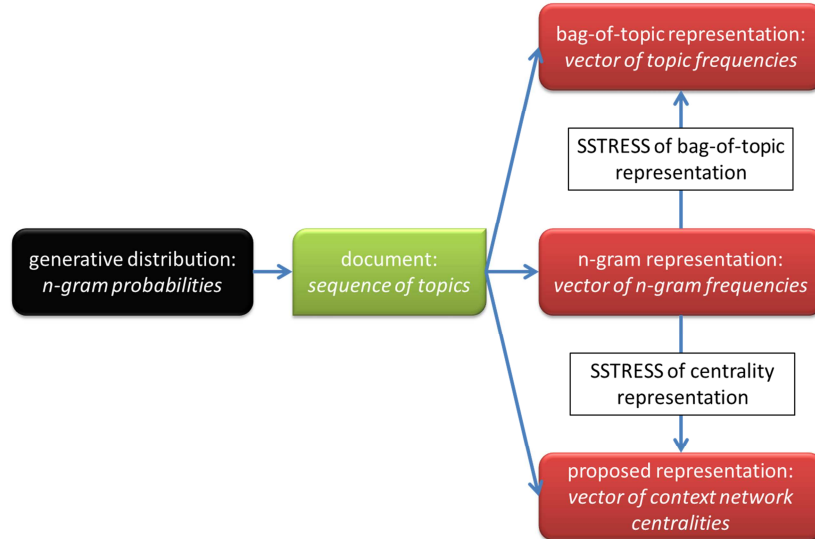 bag-of-topic representation:
vector of topic frequencies
SSTRESS of bag-of-topic
representation
generative distribution:
n-gram probabilities
document:
sequence of topics
n-gram representation:
vector of n-gram frequencies
SSTRESS of centrality
representation
proposed representation:
vector of context network
centralities